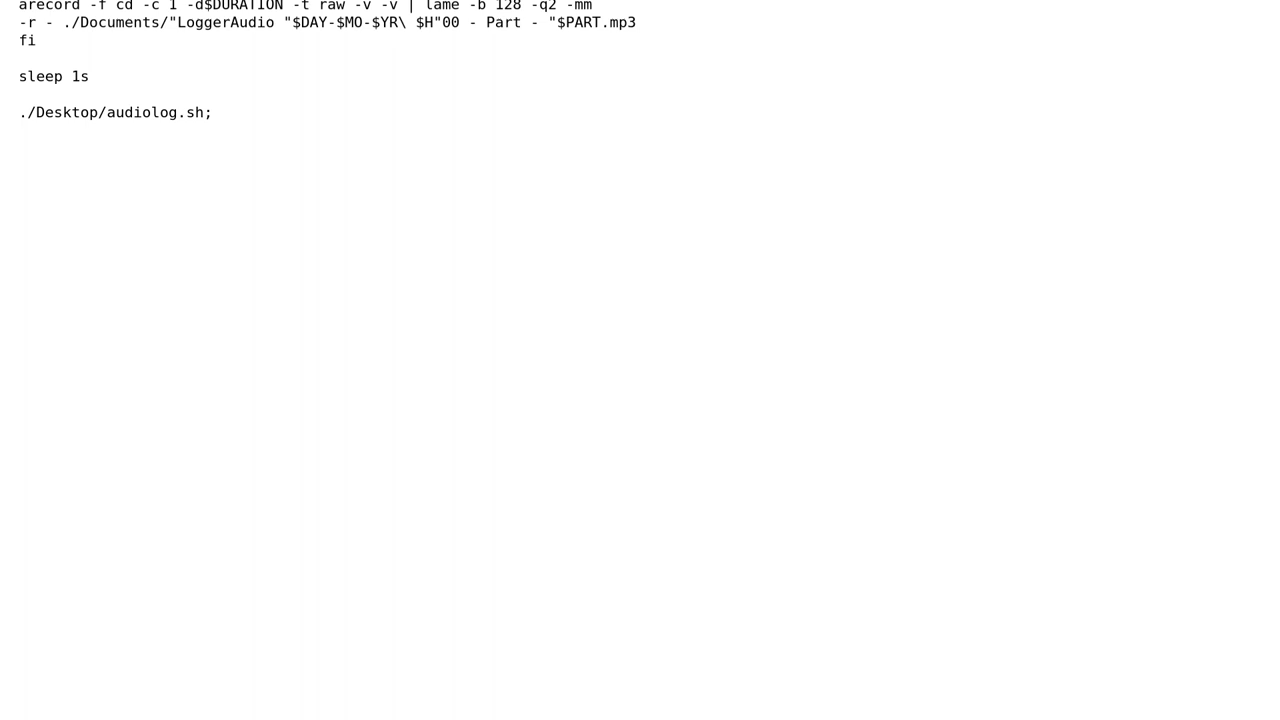 arecord -f cd -c 1 -d$DURATION -t raw -v -v | lame -b 128 -q2 -mm
-r - ./Documents/"LoggerAudio "$DAY-$MO-$YR\ $H"00 - Part - "$PART.mp3
fi
sleep 1s
./Desktop/audiolog.sh;